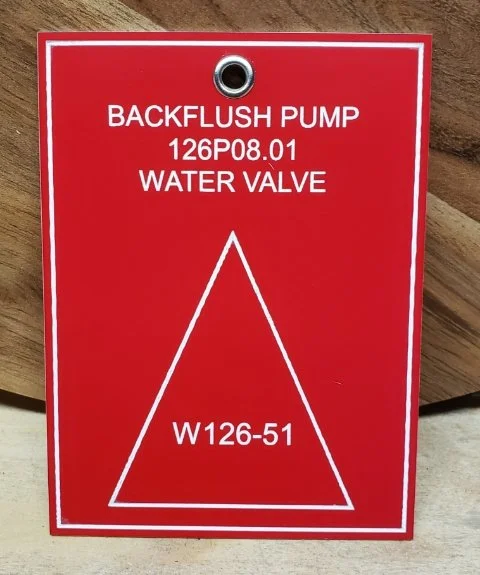 BACKFLUSH PUMP
126P08.01
WATER VALVE
W126-51